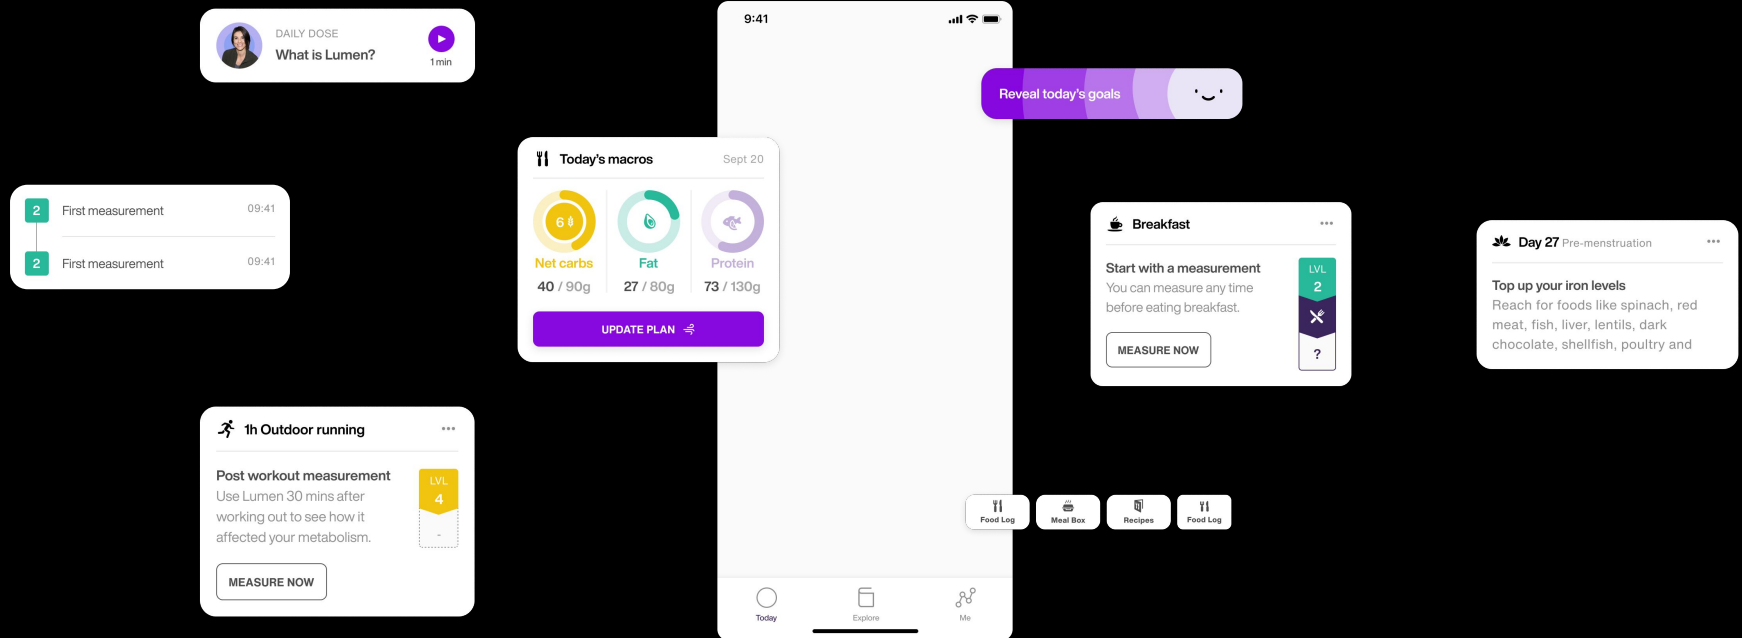 DAILY DOSE
What is Lumen?
1 min
2 First measurement 09:41
2 First measurement 09:41
1h Outdoor running
Post workout measurement
Use Lumen 30 mins after
working out to see how it
affected your metabolism.
LVL
4
-
MEASURE NOW
9:41
Today's macros Sept 20
6
Net carbs Fat Protein
40 / 90g 27 / 80g 73 / 130g
UPDATE PLAN
Reveal today's goals
Breakfast
Start with a measurement
You can measure any time
before eating breakfast.
LVL
2
?
MEASURE NOW
Food Log Meal Box Recipes Food Log
Today Explore Me
Day 27 Pre-menstruation
Top up your iron levels
Reach for foods like spinach, red
meat, fish, liver, lentils, dark
chocolate, shellfish, poultry and